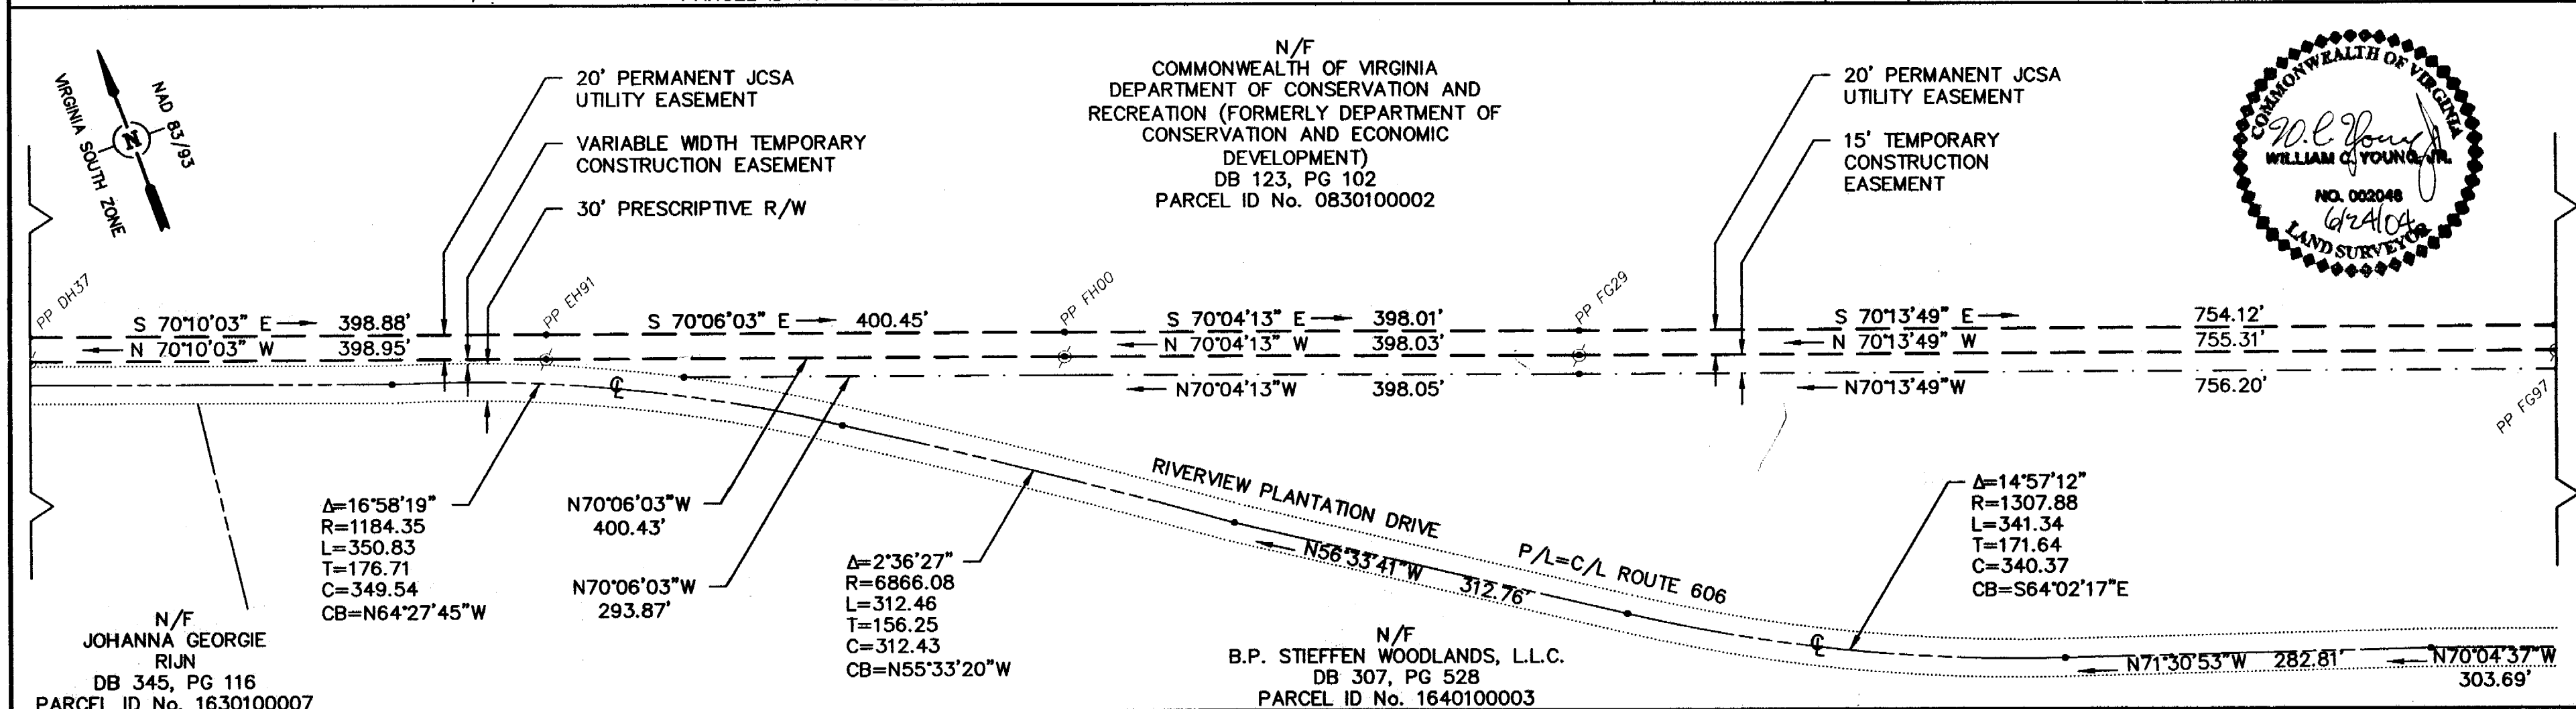 N/F
COMMONWEALTH OF VIRGINIA
DEPARTMENT OF CONSERVATION AND
RECREATION (FORMERLY DEPARTMENT OF
CONSERVATION AND ECONOMIC
DEVELOPMENT)
DB 123, PG 102
PARCEL ID No. 0830100002
NAD 83/93
VIRGINIA SOUTH ZONE
N
20' PERMANENT JCSA
UTILITY EASEMENT
VARIABLE WIDTH TEMPORARY
CONSTRUCTION EASEMENT
30' PRESCRIPTIVE R/W
20' PERMANENT JCSA
UTILITY EASEMENT
15' TEMPORARY
CONSTRUCTION
EASEMENT
COMMONWEALTH OF VIRGINIA
W.C. Young Jr
WILLIAM C. YOUNG, JR.
NO. 002046
6/24/04
LAND SURVEYOR
PP DH37
PP EH91
PP FH00
PP FG29
PP FG97
S 70°10'03" E 398.88'
N 70°10'03" W 398.95'
S 70°06'03" E 400.45'
S 70°04'13" E 398.01'
N 70°04'13" W 398.03'
N70°04'13"W 398.05'
S 70°13'49" E 754.12'
N 70°13'49" W 755.31'
N70°13'49"W 756.20'
Δ=16°58'19"
R=1184.35
L=350.83
T=176.71
C=349.54
CB=N64°27'45"W
N70°06'03"W
400.43'
N70°06'03"W
293.87'
Δ=2°36'27"
R=6866.08
L=312.46
T=156.25
C=312.43
CB=N55°33'20"W
RIVERVIEW PLANTATION DRIVE
P/L=C/L ROUTE 606
N56°33'41"W 312.76'
Δ=14°57'12"
R=1307.88
L=341.34
T=171.64
C=340.37
CB=S64°02'17"E
N71°30'53"W 282.81'
N70°04'37"W
303.69'
N/F
JOHANNA GEORGIE
RIJN
DB 345, PG 116
PARCEL ID No. 1630100007
N/F
B.P. STIEFFEN WOODLANDS, L.L.C.
DB 307, PG 528
PARCEL ID No. 1640100003